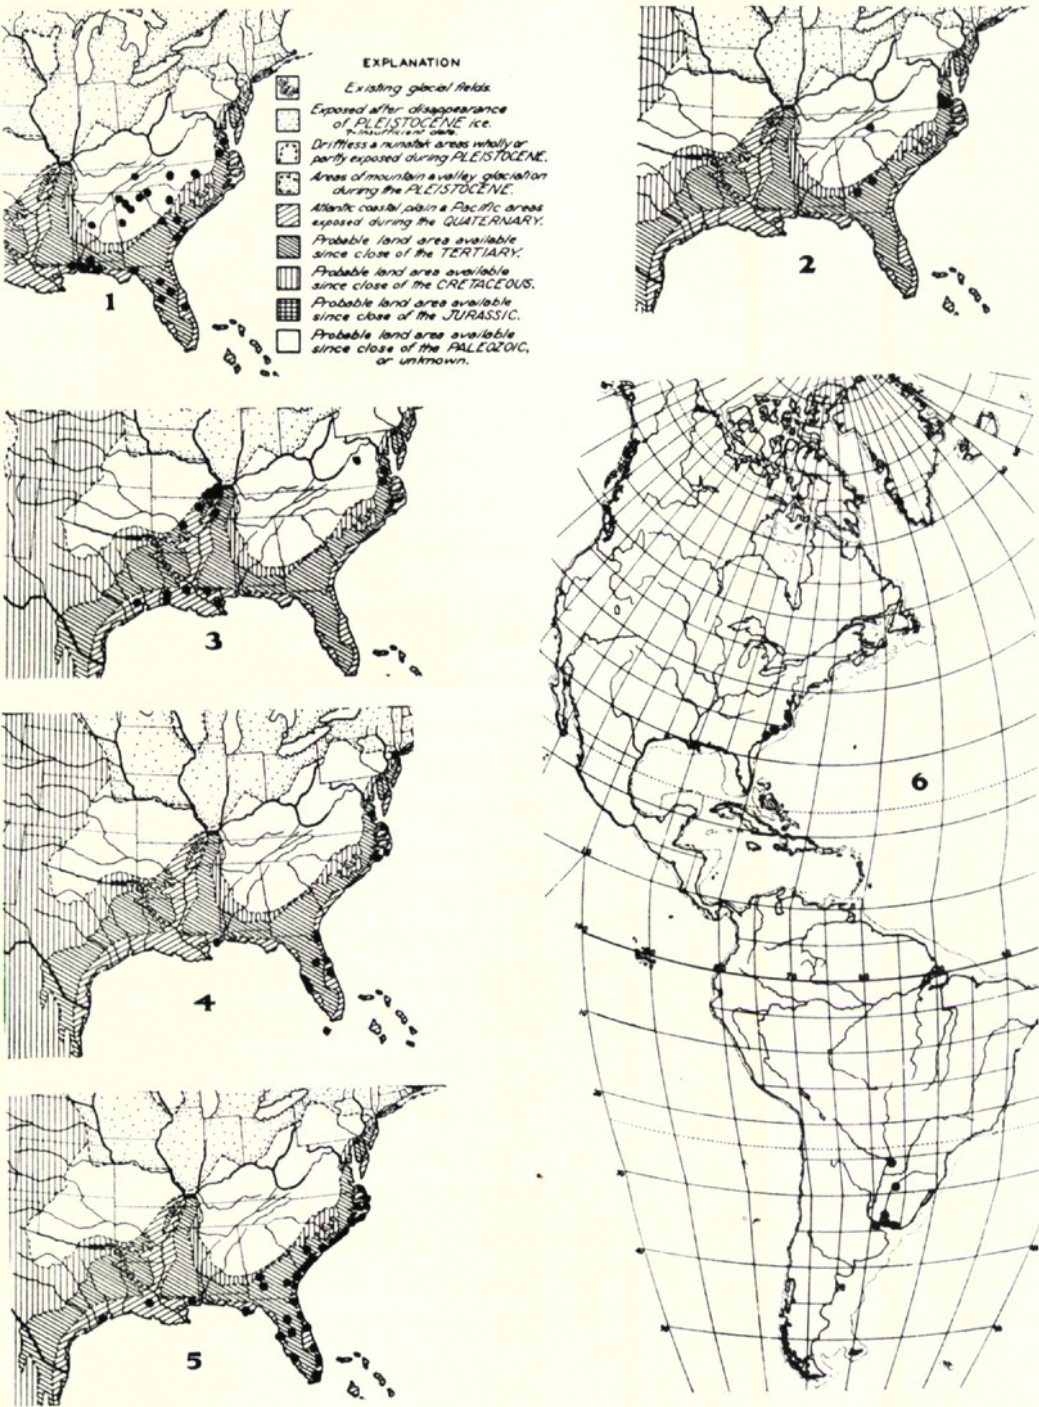 EXPLANATION
Existing glacial fields.
Exposed after disappearance
of PLEISTOCENE ice.
?-Insufficient data.
Driftless & nunatak areas wholly or
partly exposed during PLEISTOCENE.
Areas of mountain & valley glaciation
during the PLEISTOCENE.
Atlantic coastal plain & Pacific areas
exposed during the QUATERNARY.
Probable land area available
since close of the TERTIARY.
Probable land area available
since close of the CRETACEOUS.
Probable land area available
since close of the JURASSIC.
Probable land area available
since close of the PALEOZOIC,
or unknown.
1
2
3
4
5
6